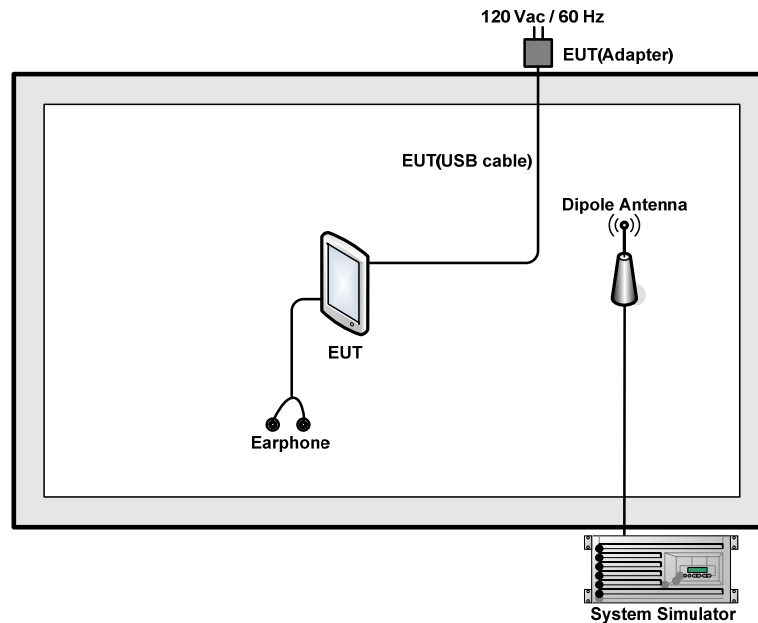 120 Vac / 60 Hz
EUT(Adapter)
EUT(USB cable)
Dipole Antenna
EUT
Earphone
System Simulator